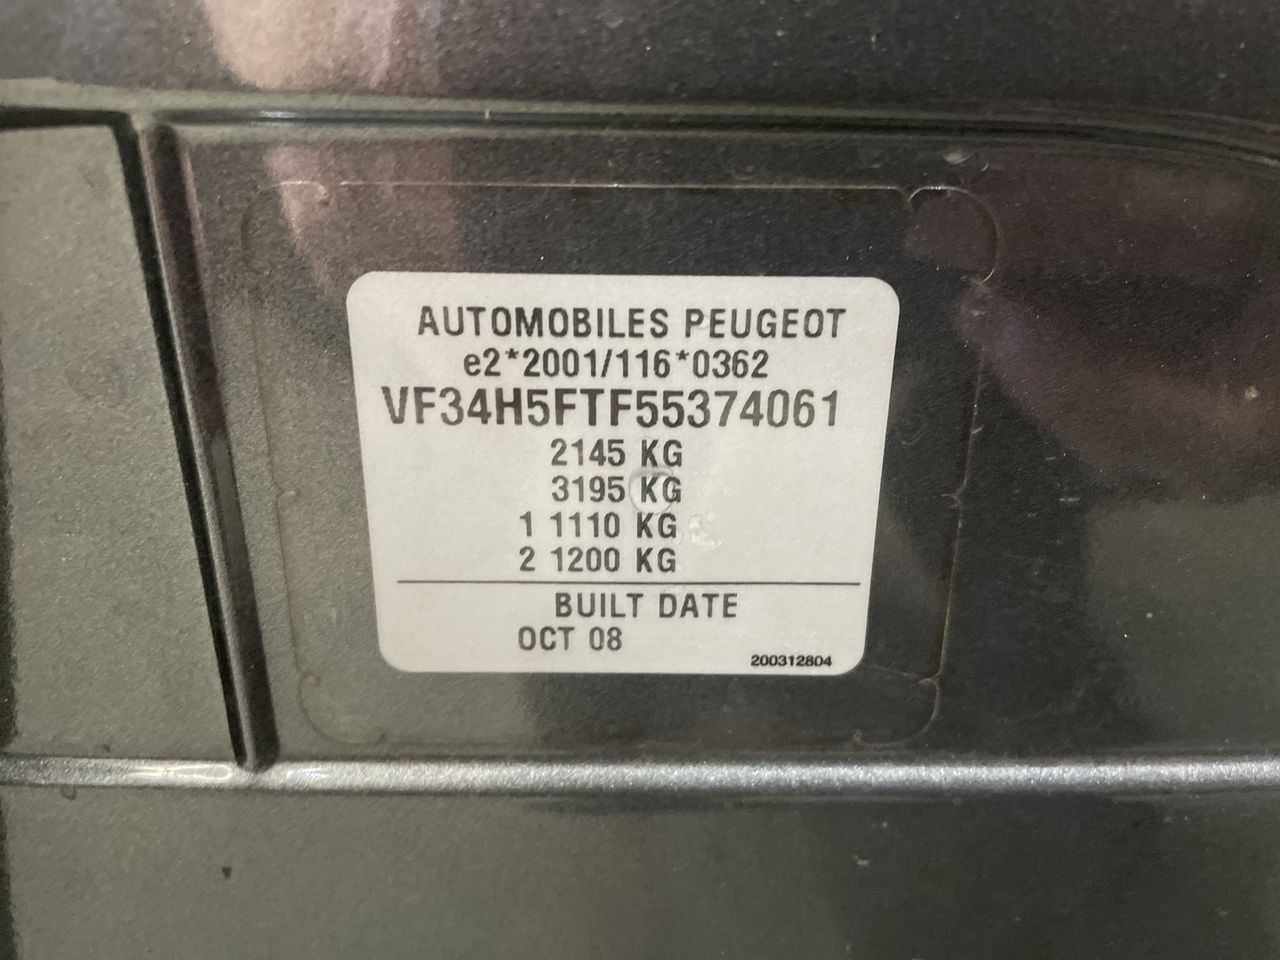 AUTOMOBILES PEUGEOT
e2*2001/116*0362
VF34H5FTF55374061
2145 KG
3195 KG
1 1110 KG
2 1200 KG
BUILT DATE
OCT 08
200312804